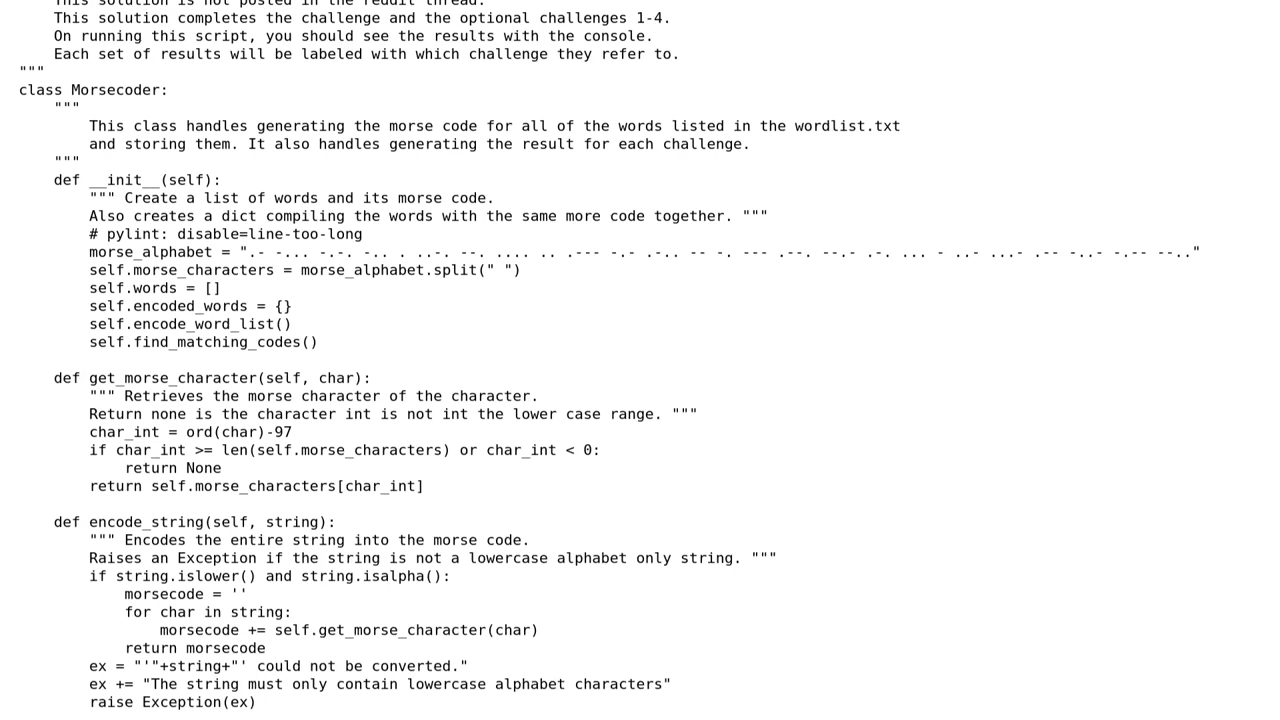 This solution is not posted in the reddit thread.
    This solution completes the challenge and the optional challenges 1-4.
    On running this script, you should see the results with the console.
    Each set of results will be labeled with which challenge they refer to.
"""
class Morsecoder:
    """
        This class handles generating the morse code for all of the words listed in the wordlist.txt
        and storing them. It also handles generating the result for each challenge.
    """
    def __init__(self):
        """ Create a list of words and its morse code.
        Also creates a dict compiling the words with the same more code together. """
        # pylint: disable=line-too-long
        morse_alphabet = ".- -... -.-. -.. . ..-. --. .... .. .--- -.- .-.. -- -. --- .--. --.- .-. ... - ..- ...- .-- -..- -.-- --.."
        self.morse_characters = morse_alphabet.split(" ")
        self.words = []
        self.encoded_words = {}
        self.encode_word_list()
        self.find_matching_codes()

    def get_morse_character(self, char):
        """ Retrieves the morse character of the character.
        Return none is the character int is not int the lower case range. """
        char_int = ord(char)-97
        if char_int >= len(self.morse_characters) or char_int < 0:
            return None
        return self.morse_characters[char_int]

    def encode_string(self, string):
        """ Encodes the entire string into the morse code.
        Raises an Exception if the string is not a lowercase alphabet only string. """
        if string.islower() and string.isalpha():
            morsecode = ''
            for char in string:
                morsecode += self.get_morse_character(char)
            return morsecode
        ex = "'"+string+"' could not be converted."
        ex += "The string must only contain lowercase alphabet characters"
        raise Exception(ex)